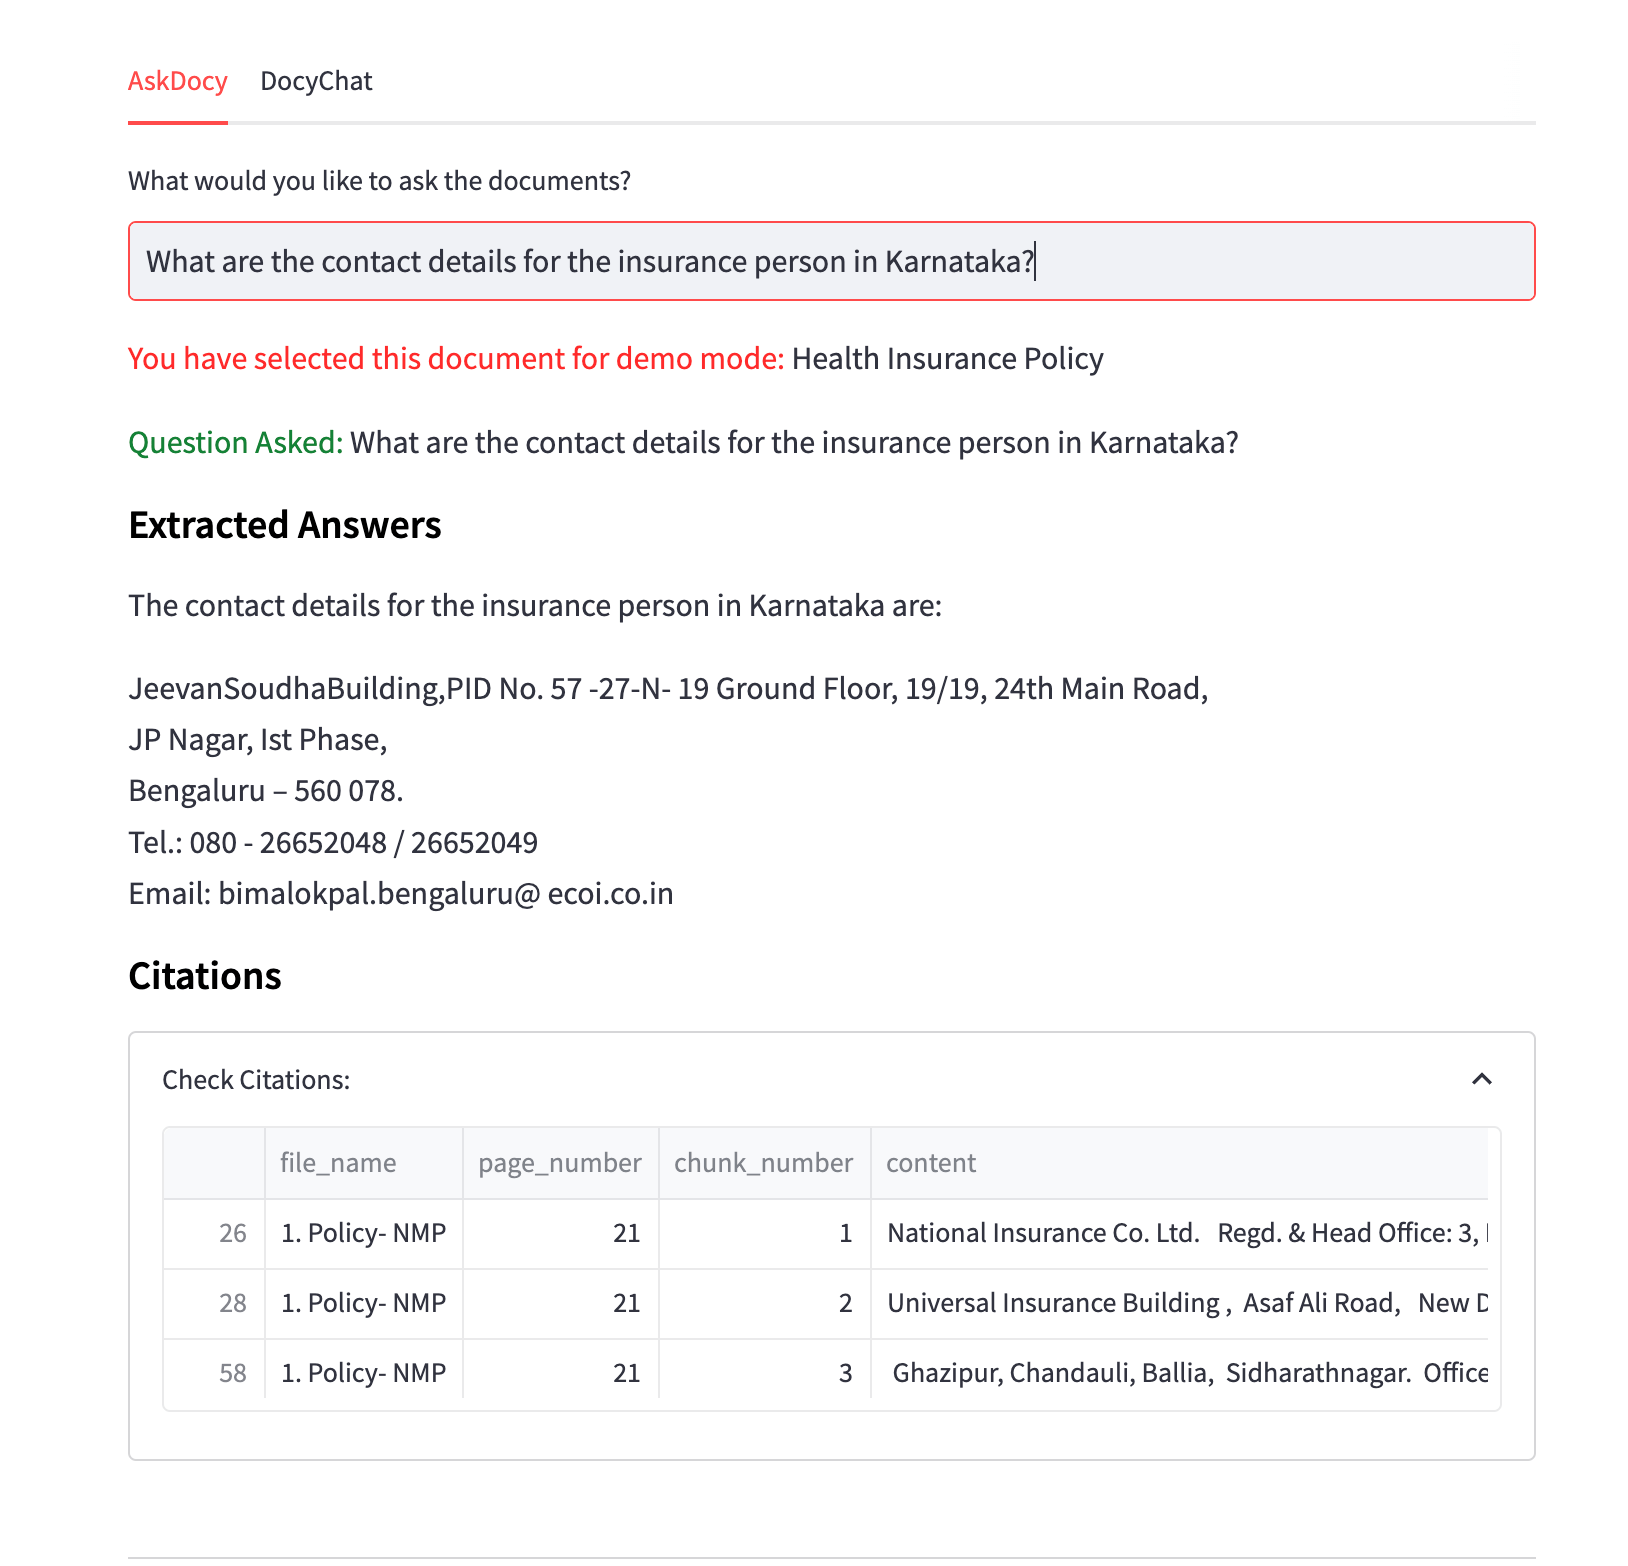 AskDocy DocyChat
What would you like to ask the documents?
What are the contact details for the insurance person in Karnataka?
You have selected this document for demo mode: Health Insurance Policy
Question Asked: What are the contact details for the insurance person in Karnataka?
Extracted Answers
The contact details for the insurance person in Karnataka are:
JeevanSoudhaBuilding,PID No. 57 -27-N- 19 Ground Floor, 19/19, 24th Main Road,
JP Nagar, Ist Phase,
Bengaluru – 560 078.
Tel.: 080 - 26652048 / 26652049
Email: bimalokpal.bengaluru@ ecoi.co.in
Citations
Check Citations:
file_name page_number chunk_number content
26 1. Policy- NMP 21 1 National Insurance Co. Ltd. Regd. & Head Office: 3,
28 1. Policy- NMP 21 2 Universal Insurance Building , Asaf Ali Road, New D
58 1. Policy- NMP 21 3 Ghazipur, Chandauli, Ballia, Sidharathnagar. Office